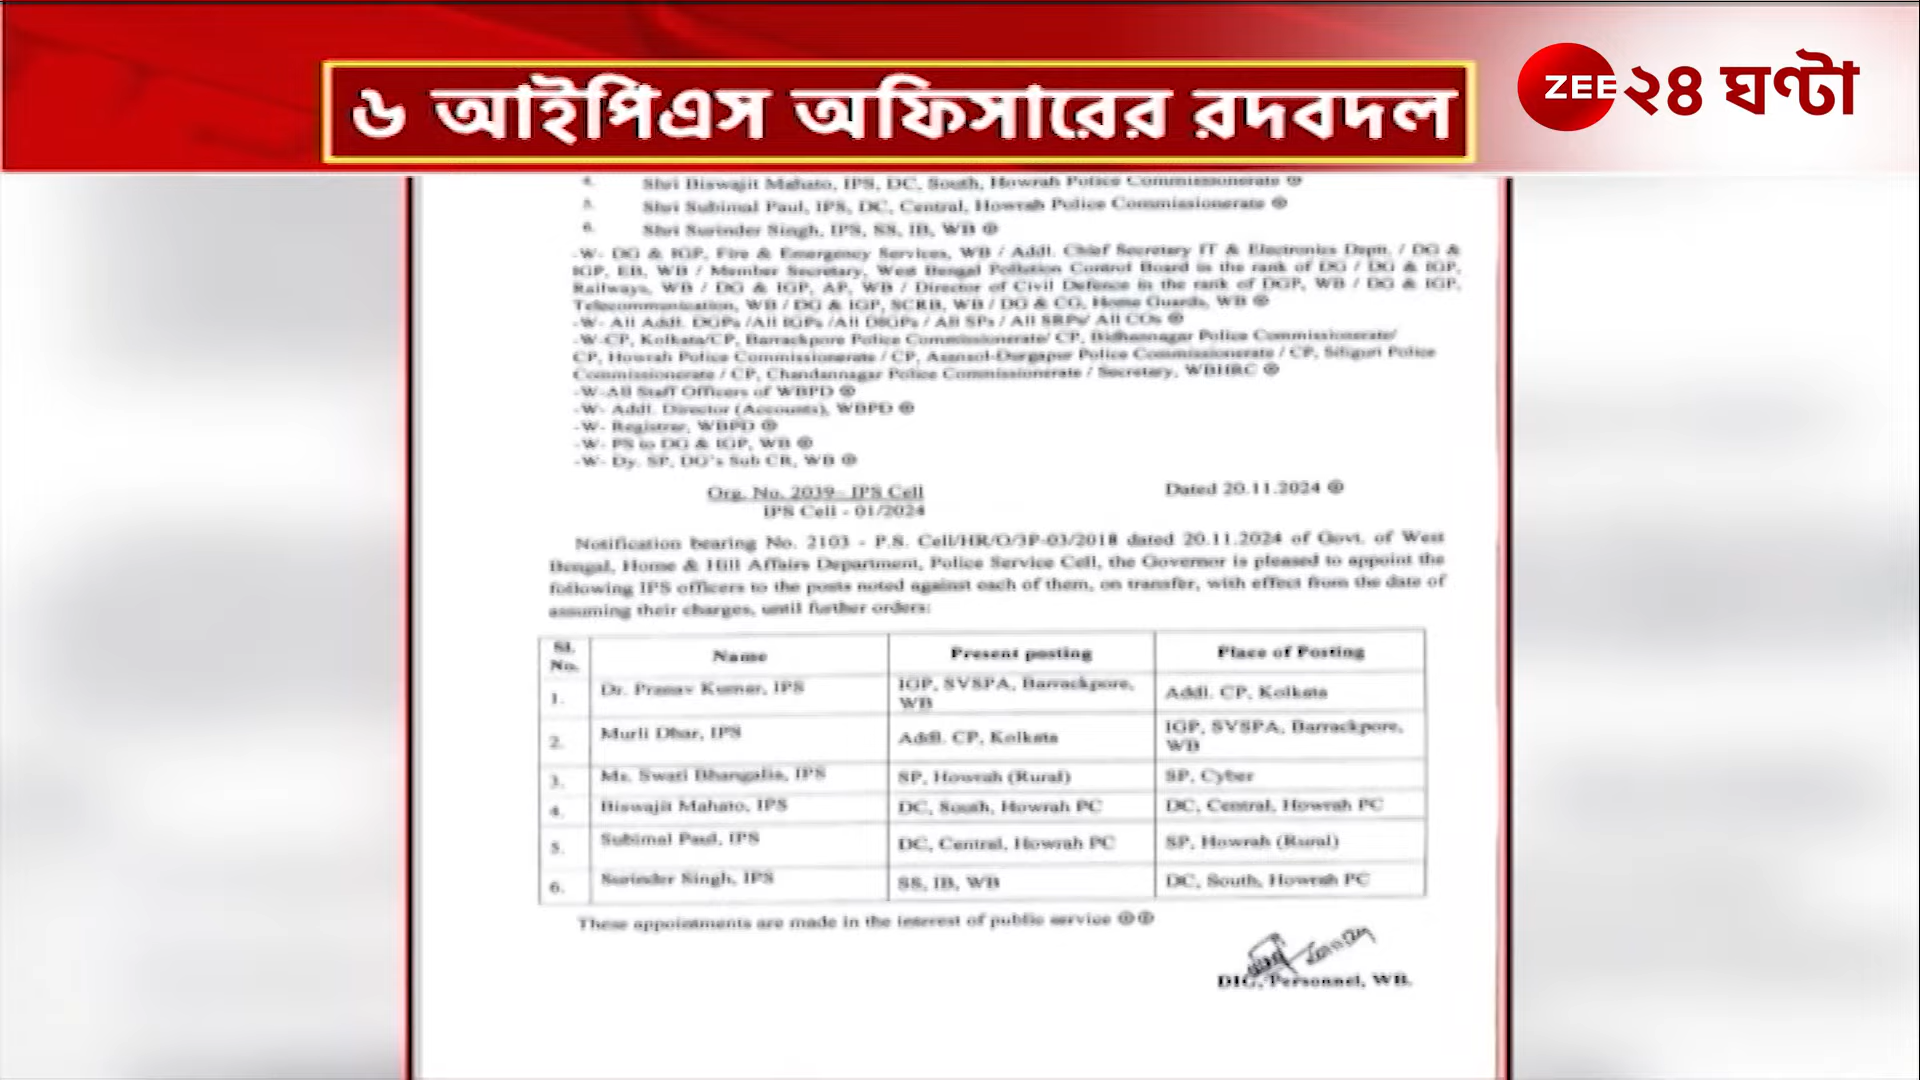 ৬ আইপিএস অফিসারের রদবদল
ZEE ২৪ ঘণ্টা
4. Shri Biswajit Mahato, IPS, DC, South, Howrah Police Commissionerate
5. Shri Subimal Paul, IPS, DC, Central, Howrah Police Commissionerate
6. Shri Surinder Singh, IPS, SS, IB, WB
-W- DG & IGP, Fire & Emergency Services, WB / Addl. Chief Secretary IT & Electronics Deptt. / DG &
IGP, EB, WB / Member Secretary, West Bengal Pollution Control Board in the rank of DG / DG & IGP,
Railways, WB / DG & IGP, AP, WB / Director of Civil Defence in the rank of DGP, WB / DG & IGP,
Telecommunication, WB / DG & IGP, SCRB, WB / DG & CG, Home Guards, WB
-W- All Addl. DGPs /All IGPs /All DIGPs / All SPs / All SRPs/ All COs
-W-CP, Kolkata/CP, Barrackpore Police Commissionerate/ CP, Bidhannagar Police Commissionerate/
CP, Howrah Police Commissionerate / CP, Asansol-Durgapur Police Commissionerate / CP, Siliguri Police
Commissionerate / CP, Chandannagar Police Commissionerate / Secretary, WBHRC
-W-All Staff Officers of WBPD
-W- Addl. Director (Accounts), WBPD
-W- Registrar, WBPD
-W- PS to DG & IGP, WB
-W- Dy. SP, DG's Sub CR, WB
Org. No. 2039- IPS Cell Dated 20.11.2024
IPS Cell - 01/2024
Notification bearing No. 2103 - P.S. Cell/HR/O/3P-03/2018 dated 20.11.2024 of Govt. of West
Bengal, Home & Hill Affairs Department, Police Service Cell, the Governor is pleased to appoint the
following IPS officers to the posts noted against each of them, on transfer, with effect from the date of
assuming their charges, until further orders:
Sl. No. Name Present posting Place of Posting
1. Dr. Pranav Kumar, IPS IGP, SVSPA, Barrackpore, WB Addl. CP, Kolkata
2. Murli Dhar, IPS Addl. CP, Kolkata IGP, SVSPA, Barrackpore, WB
3. Ms. Swati Bhangalia, IPS SP, Howrah (Rural) SP, Cyber
4. Biswajit Mahato, IPS DC, South, Howrah PC DC, Central, Howrah PC
5. Subimal Paul, IPS DC, Central, Howrah PC SP, Howrah (Rural)
6. Surinder Singh, IPS SS, IB, WB DC, South, Howrah PC
These appointments are made in the interest of public service
DIG, Personnel, WB.